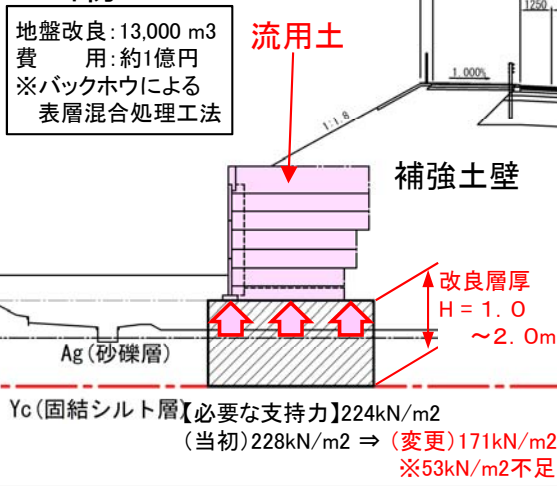 1250
地盤改良:13,000 m3
費　　用:約1億円
※バックホウによる
表層混合処理工法
流用土
1.000%
1:1.8
補強土壁
改良層厚
H=1.0
～2.0m
Ag(砂礫層)
Yc(固結シルト層)
【必要な支持力】224kN/m2
(当初)228kN/m2 ⇒ (変更)171kN/m2
※53kN/m2不足